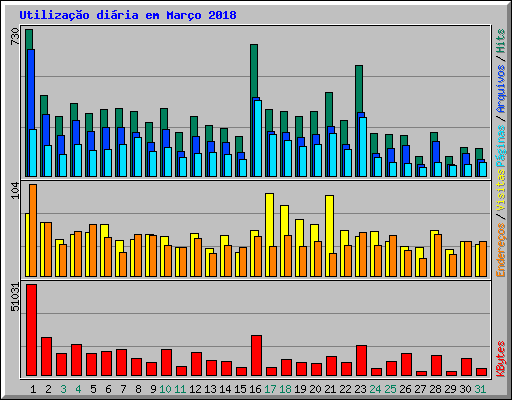 Utilização diária em Março 2018
730
104
51031
Páginas / Arquivos / Hits
Endereços / Visitas
KBytes
1 2 3 4 5 6 7 8 9 10 11 12 13 14 15 16 17 18 19 20 21 22 23 24 25 26 27 28 29 30 31